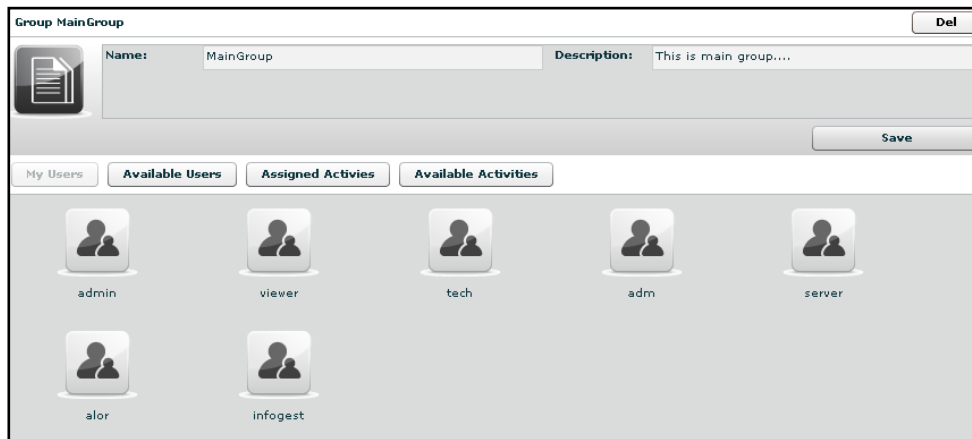 Group MainGroup Del
Name: MainGroup Description: This is main group....
Save
My Users Available Users Assigned Activies Available Activities
admin viewer tech adm server
alor infogest